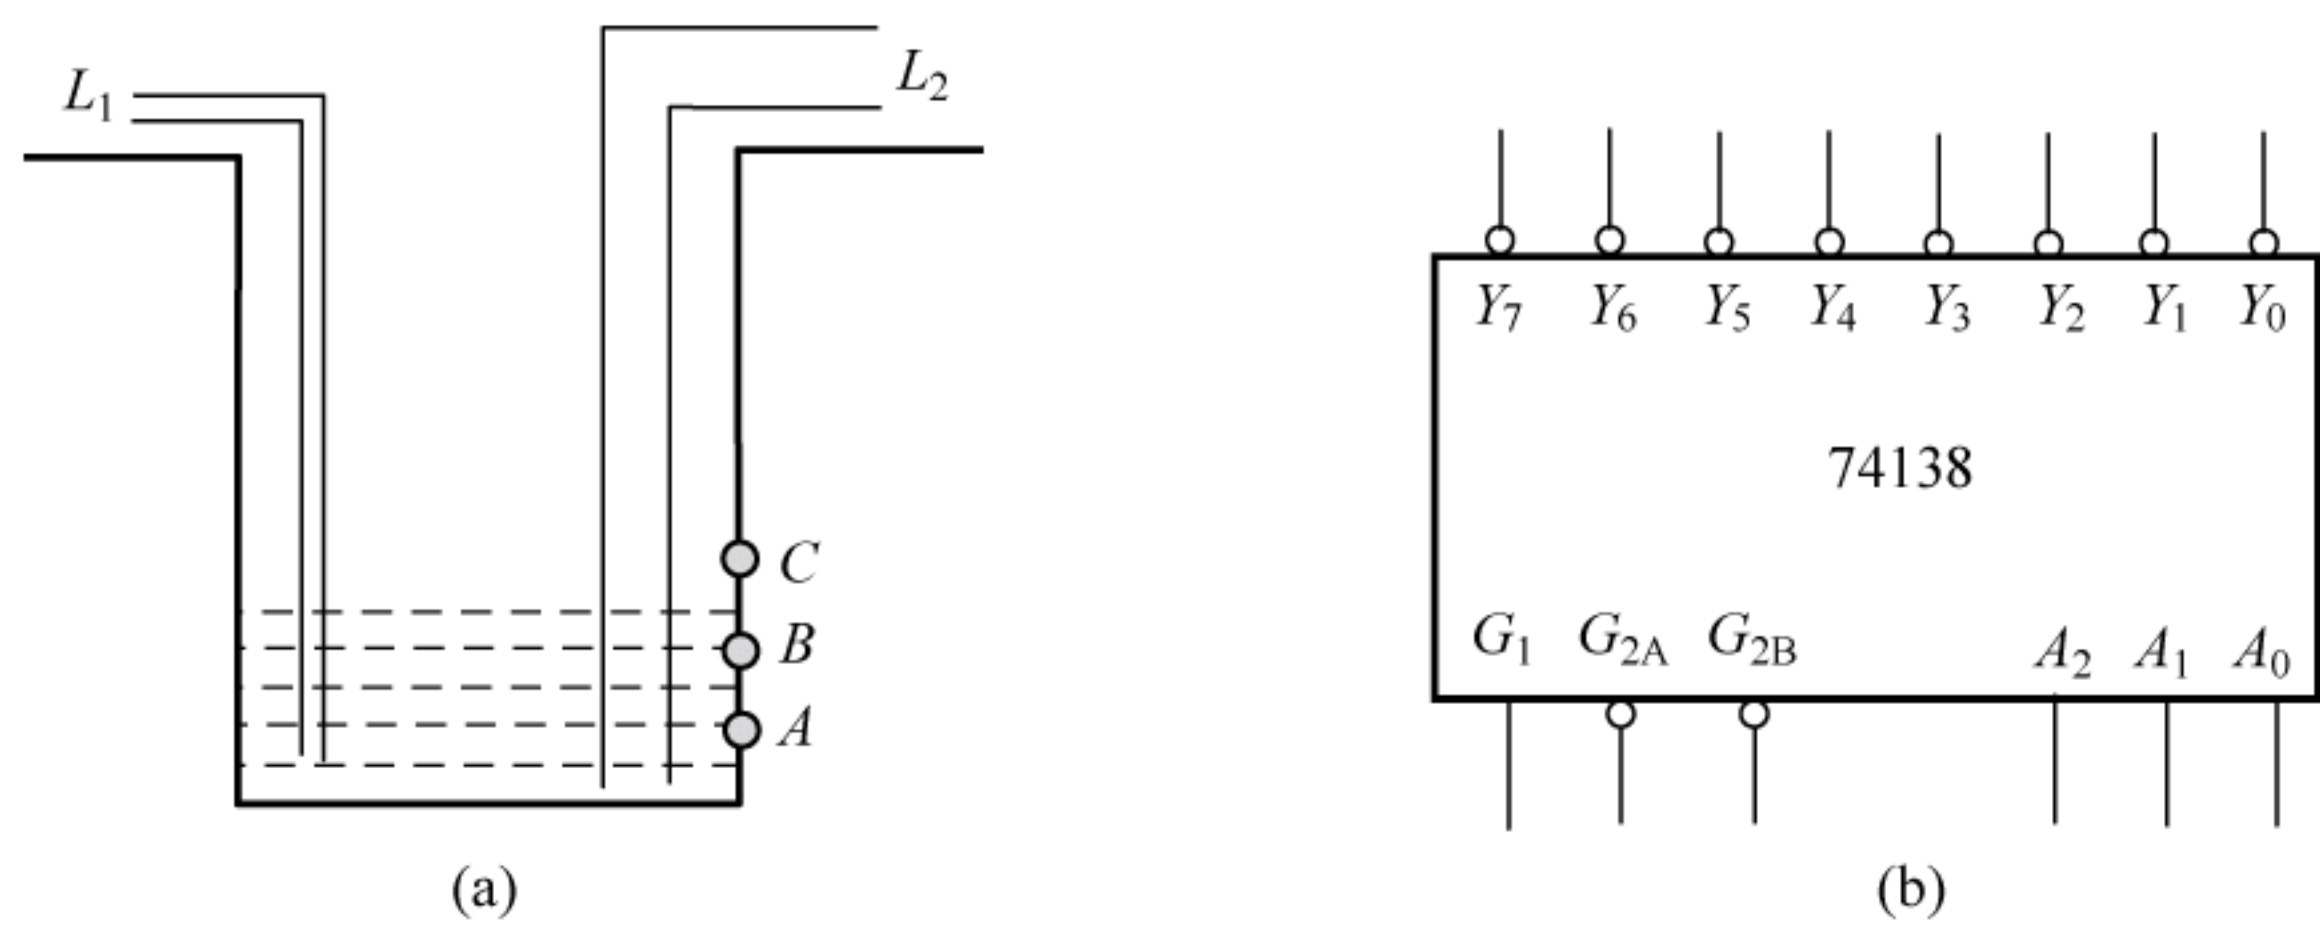 L₁
L₂
C
B
A
(a)
Y₇ Y₆ Y₅ Y₄ Y₃ Y₂ Y₁ Y₀
74138
G₁ G₂A G₂B A₂ A₁ A₀
(b)